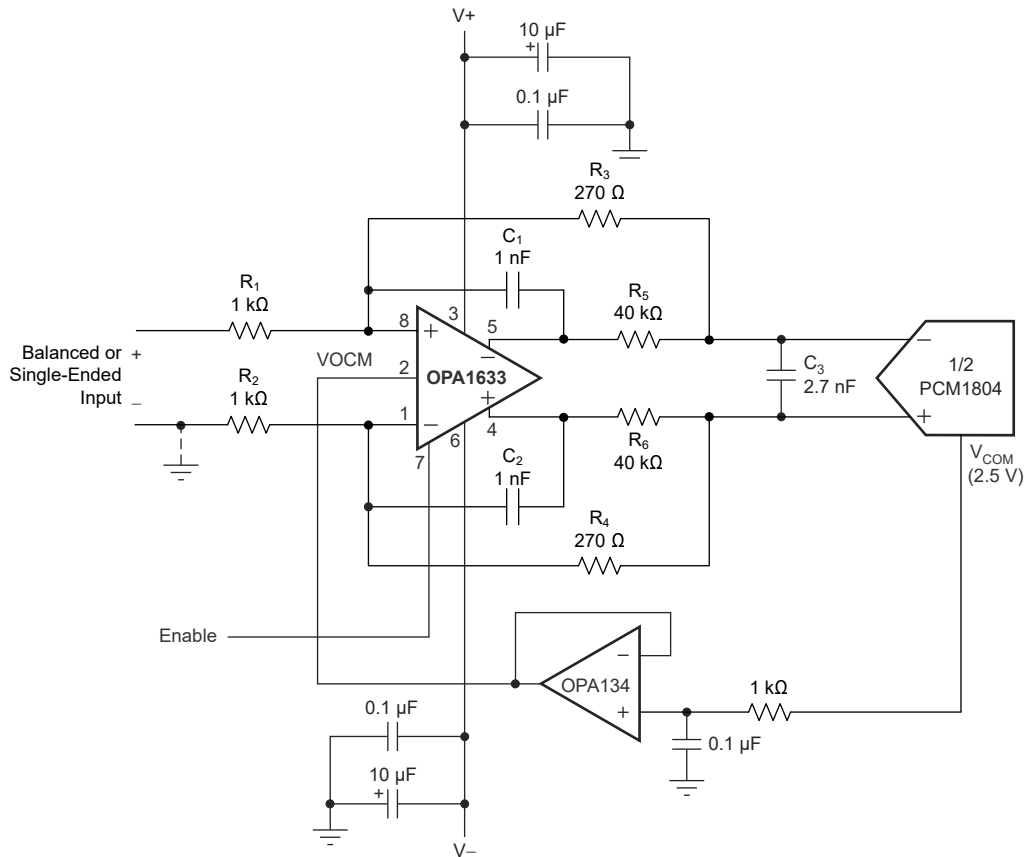 V+
10 µF
+
0.1 µF
R3
270 Ω
C1
1 nF
R1
1 kΩ
R5
40 kΩ
8
+
3
5
−
Balanced or
Single-Ended
Input
+
−
VOCM
2
OPA1633
C3
2.7 nF
−
+
1/2
PCM1804
R2
1 kΩ
1
−
+
4
6
7
R6
40 kΩ
VCOM
(2.5 V)
C2
1 nF
R4
270 Ω
Enable
−
OPA134
+
1 kΩ
0.1 µF
0.1 µF
10 µF
+
V−